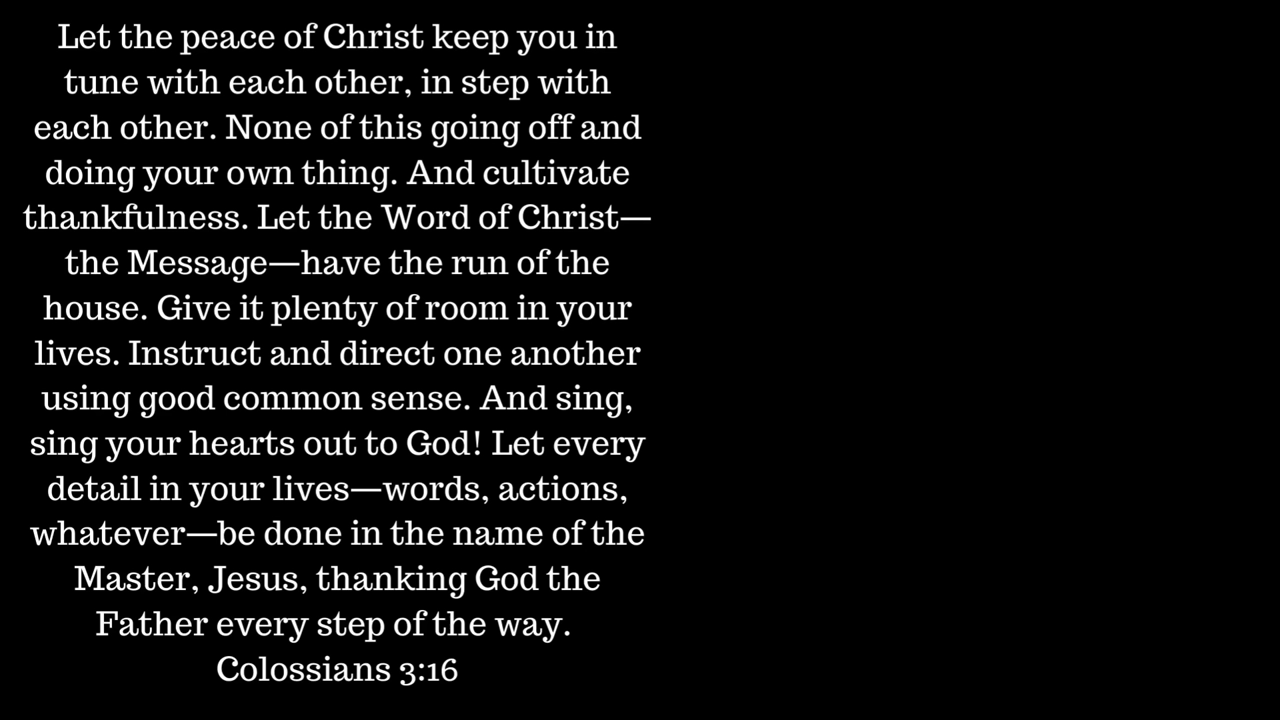 Let the peace of Christ keep you in
tune with each other, in step with
each other. None of this going off and
doing your own thing. And cultivate
thankfulness. Let the Word of Christ—
the Message—have the run of the
house. Give it plenty of room in your
lives. Instruct and direct one another
using good common sense. And sing,
sing your hearts out to God! Let every
detail in your lives—words, actions,
whatever—be done in the name of the
Master, Jesus, thanking God the
Father every step of the way.
Colossians 3:16